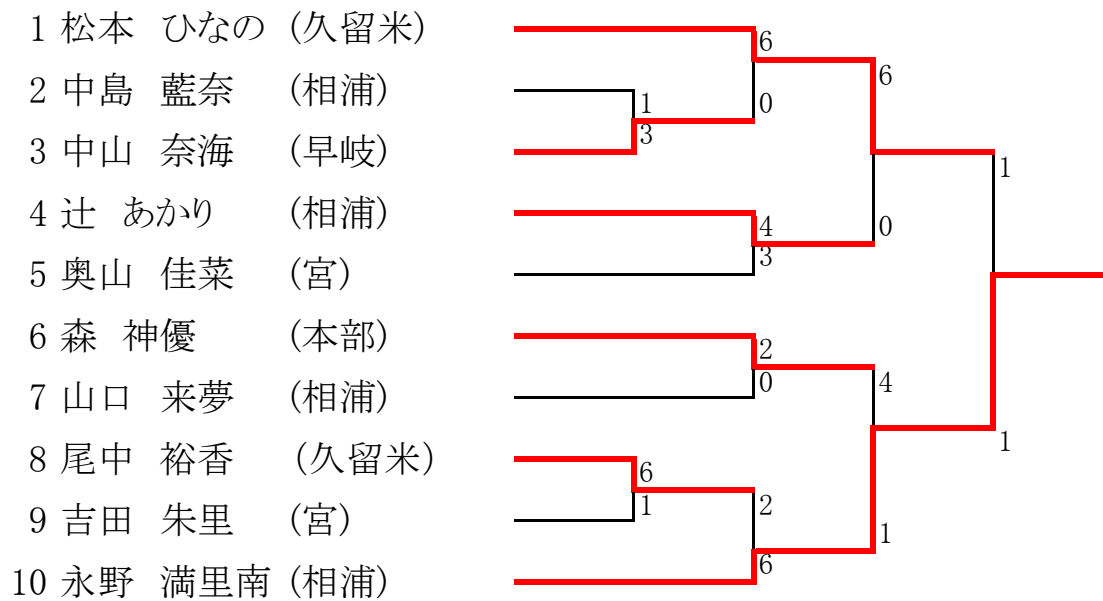 1 松本 ひなの (久留米)
6
2 中島 藍奈 (相浦)
6
1
0
3 中山 奈海 (早岐)
3
1
4 辻 あかり (相浦)
4
0
3
5 奥山 佳菜 (宮)
6 森 神優 (本部)
2
7 山口 来夢 (相浦)
0
4
8 尾中 裕香 (久留米)
6
1
9 吉田 朱里 (宮)
1
2
1
10 永野 満里南 (相浦)
6